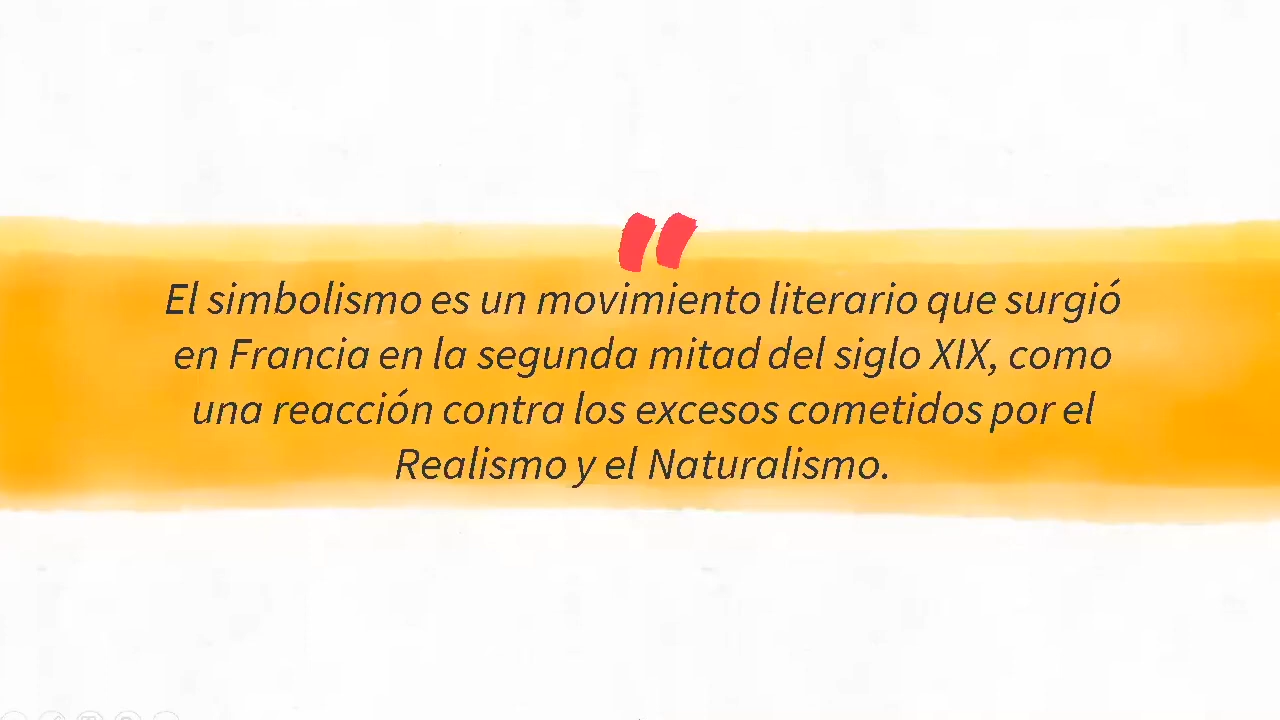 "
El simbolismo es un movimiento literario que surgió
en Francia en la segunda mitad del siglo XIX, como
una reacción contra los excesos cometidos por el
Realismo y el Naturalismo.